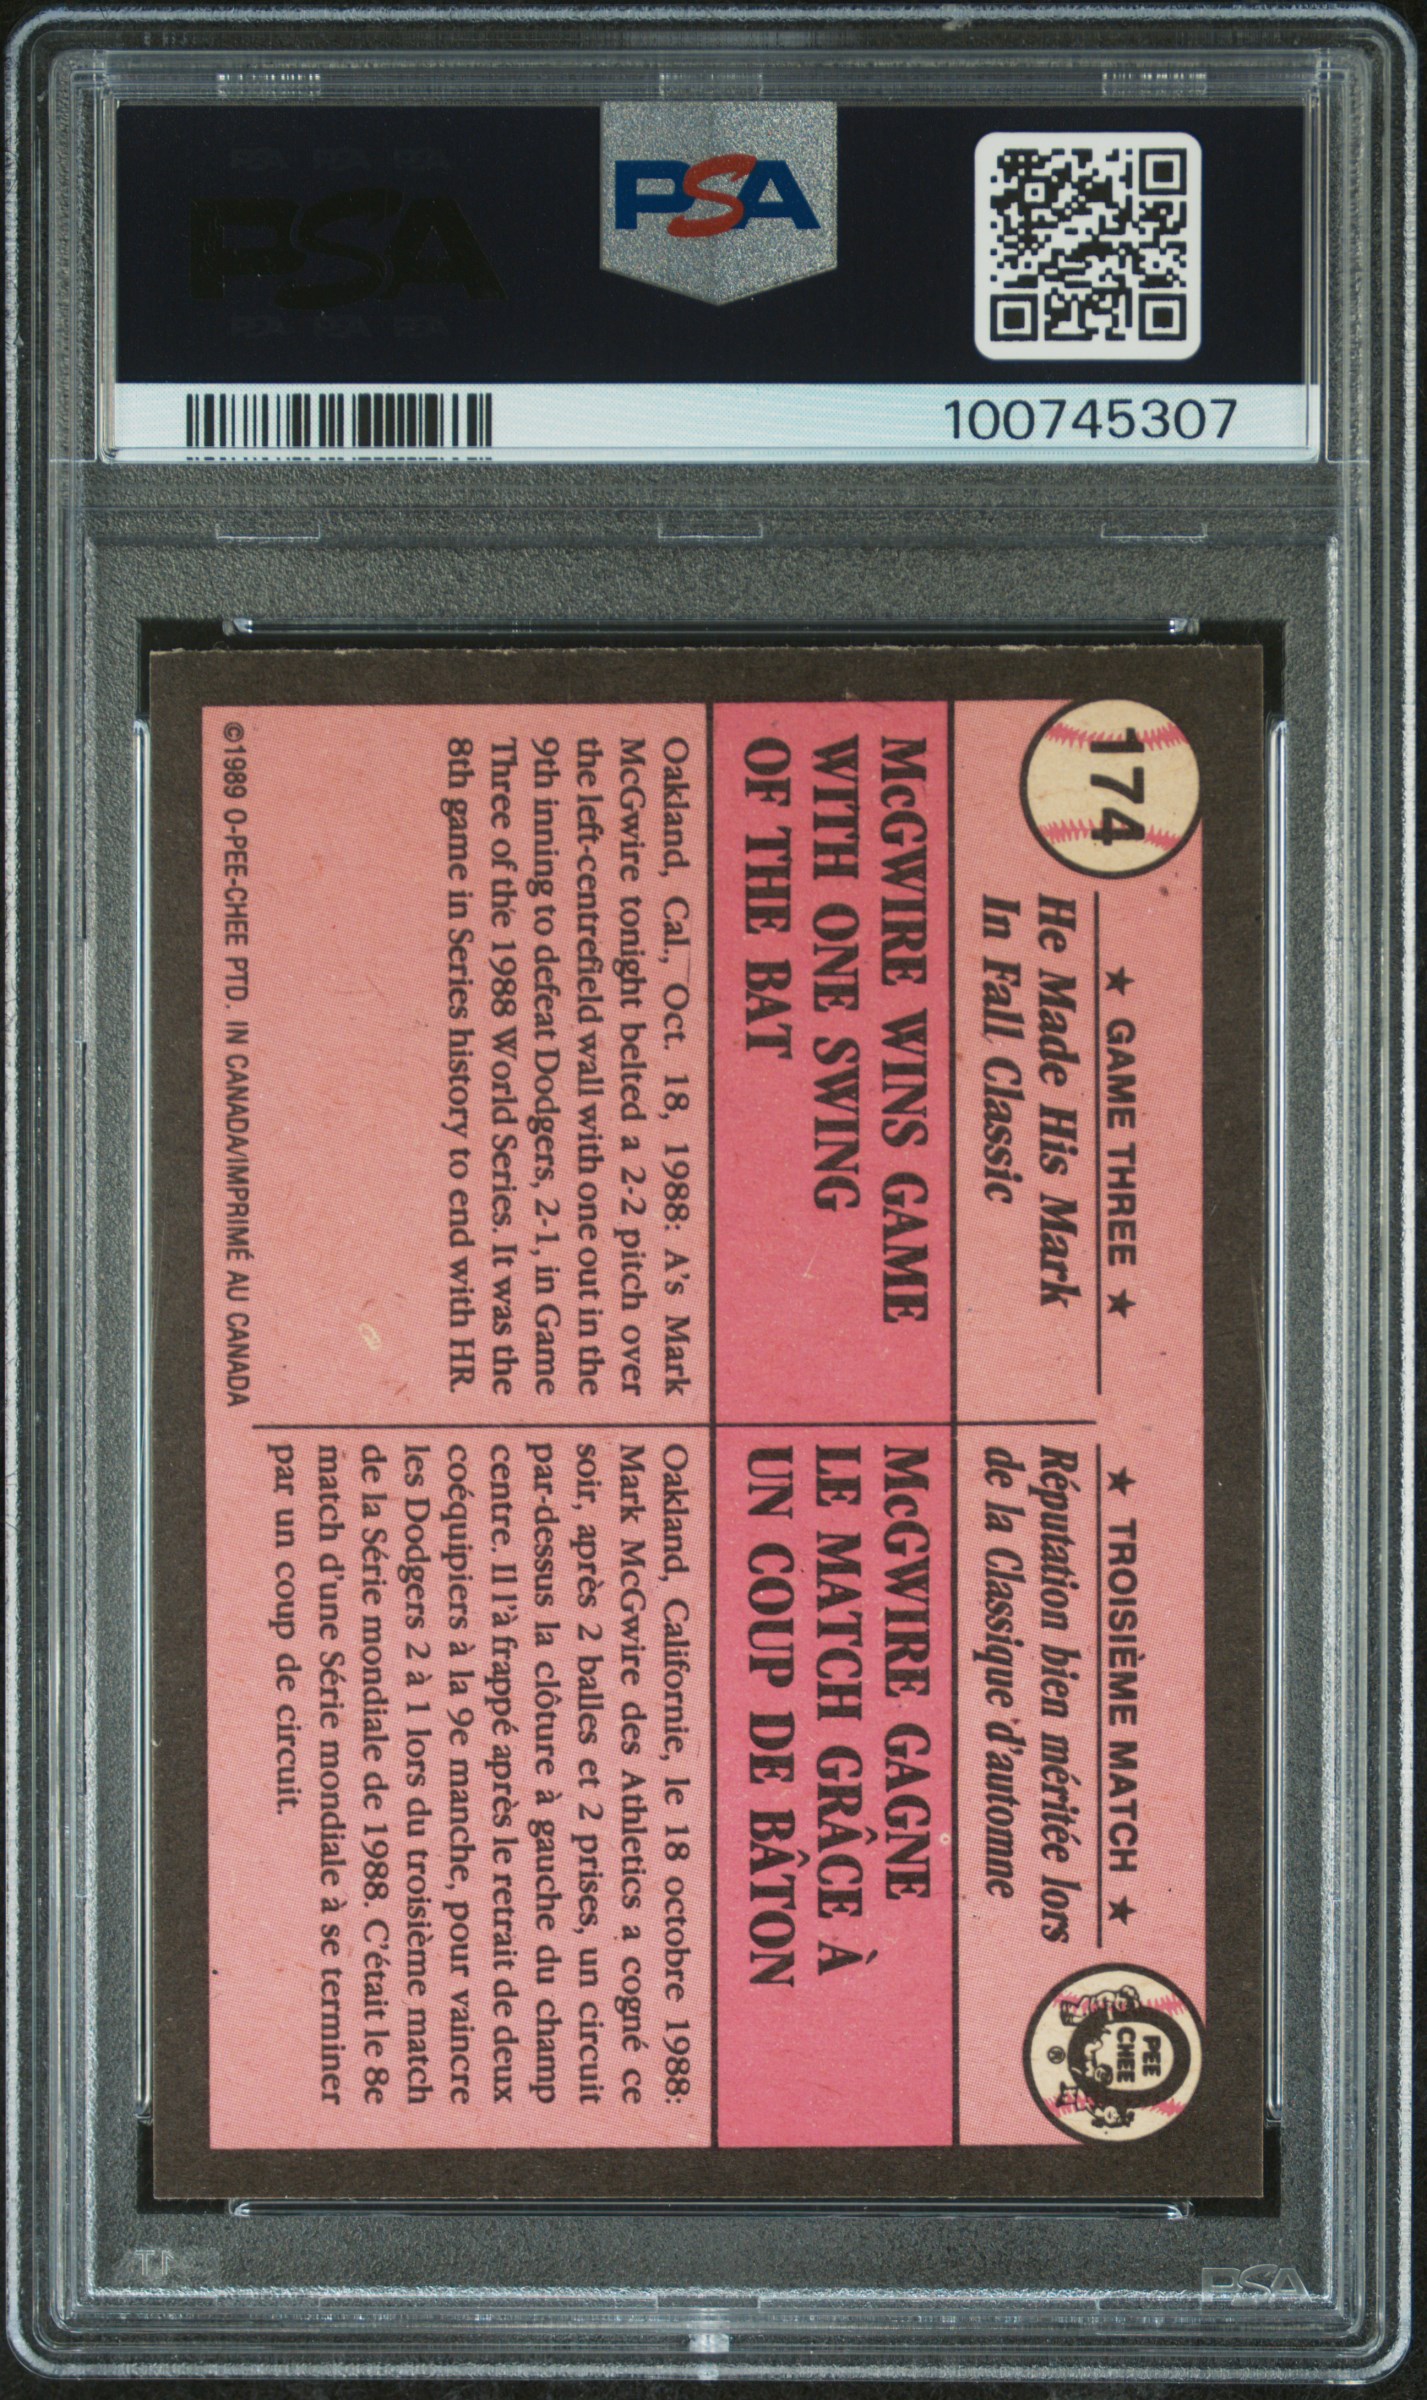 PSA
PSA
100745307
174
★ GAME THREE ★
He Made His Mark
In Fall Classic
McGWIRE WINS GAME
WITH ONE SWING
OF THE BAT
Oakland, Cal., Oct. 18, 1988: A's Mark
McGwire tonight belted a 2-2 pitch over
the left-centrefield wall with one out in the
9th inning to defeat Dodgers, 2-1, in Game
Three of the 1988 World Series. It was the
8th game in Series history to end with HR.
©1989 O-PEE-CHEE PTD. IN CANADA/IMPRIMÉ AU CANADA
★ TROISIÈME MATCH ★
Réputation bien méritée lors
de la Classique d'automne
PEE
CHEE
®
McGWIRE GAGNE
LE MATCH GRÂCE À
UN COUP DE BÂTON
Oakland, Californie, le 18 octobre 1988:
Mark McGwire des Athletics a cogné ce
soir, après 2 balles et 2 prises, un circuit
par-dessus la clôture à gauche du champ
centre. Il l'à frappé après le retrait de deux
coéquipiers à la 9e manche, pour vaincre
les Dodgers 2 à 1 lors du troisième match
de la Série mondiale de 1988. C'était le 8e
match d'une Série mondiale à se terminer
par un coup de circuit.
PSA